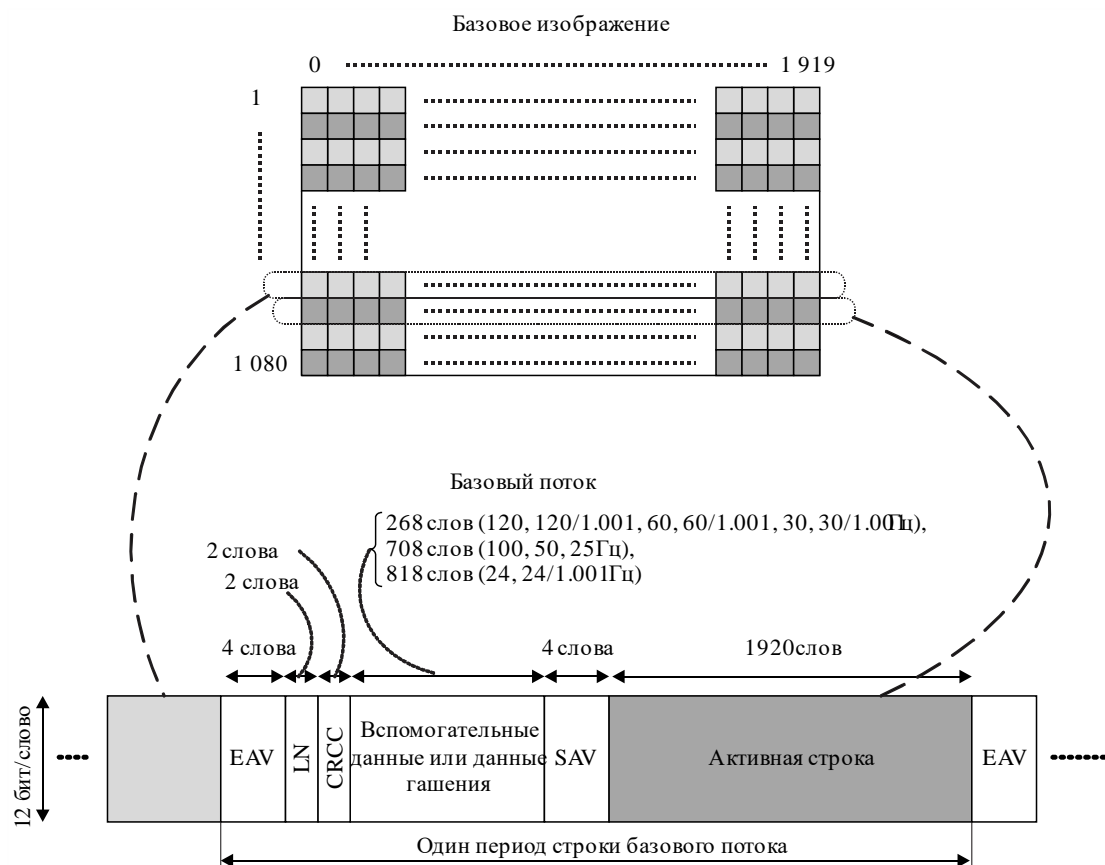 Базовое изображение
0 1 919
1
1 080
Базовый поток
268 слов (120, 120/1.001, 60, 60/1.001, 30, 30/1.001Гц),
708 слов (100, 50, 25Гц),
818 слов (24, 24/1.001Гц)
2 слова
2 слова
4 слова 4 слова 1920слов
12 бит/слово
EAV LN CRCC Вспомогательные данные или данные гашения SAV Активная строка EAV
Один период строки базового потока